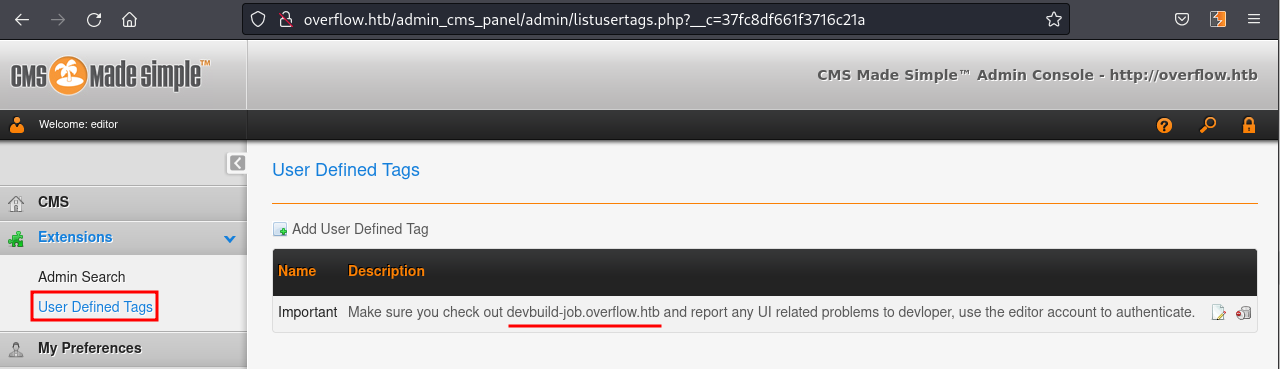 overflow.htb/admin_cms_panel/admin/listusertags.php?__c=37fc8df661f3716c21a
CMS made simple™
CMS Made Simple™ Admin Console - http://overflow.htb
Welcome: editor
User Defined Tags
CMS
Add User Defined Tag
Extensions
Name Description
Admin Search
User Defined Tags
Important Make sure you check out devbuild-job.overflow.htb and report any UI related problems to devloper, use the editor account to authenticate.
My Preferences